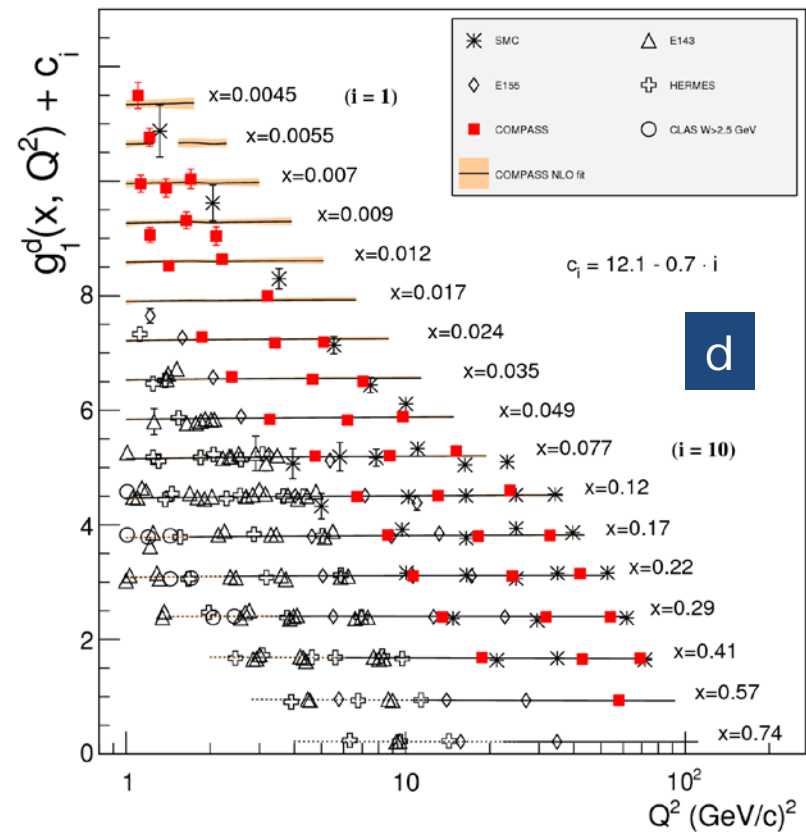 g₁ᵈ(x, Q²) + cᵢ
SMC
E143
E155
HERMES
COMPASS
CLAS W>2.5 GeV
COMPASS NLO fit
x=0.0045
(i = 1)
x=0.0055
x=0.007
x=0.009
x=0.012
cᵢ = 12.1 - 0.7 · i
x=0.017
x=0.024
x=0.035
x=0.049
x=0.077
(i = 10)
x=0.12
x=0.17
x=0.22
x=0.29
x=0.41
x=0.57
x=0.74
d
8
6
4
2
0
1
10
10²
Q² (GeV/c)²